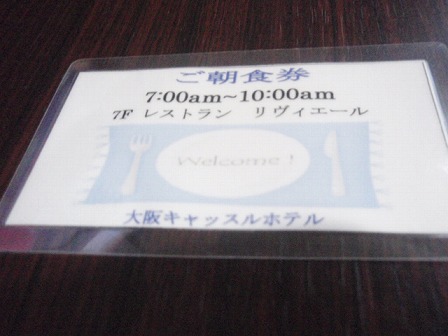 ご朝食券
7:00am~10:00am
7F レストラン リヴィエール
Welcome!
大阪キャッスルホテル